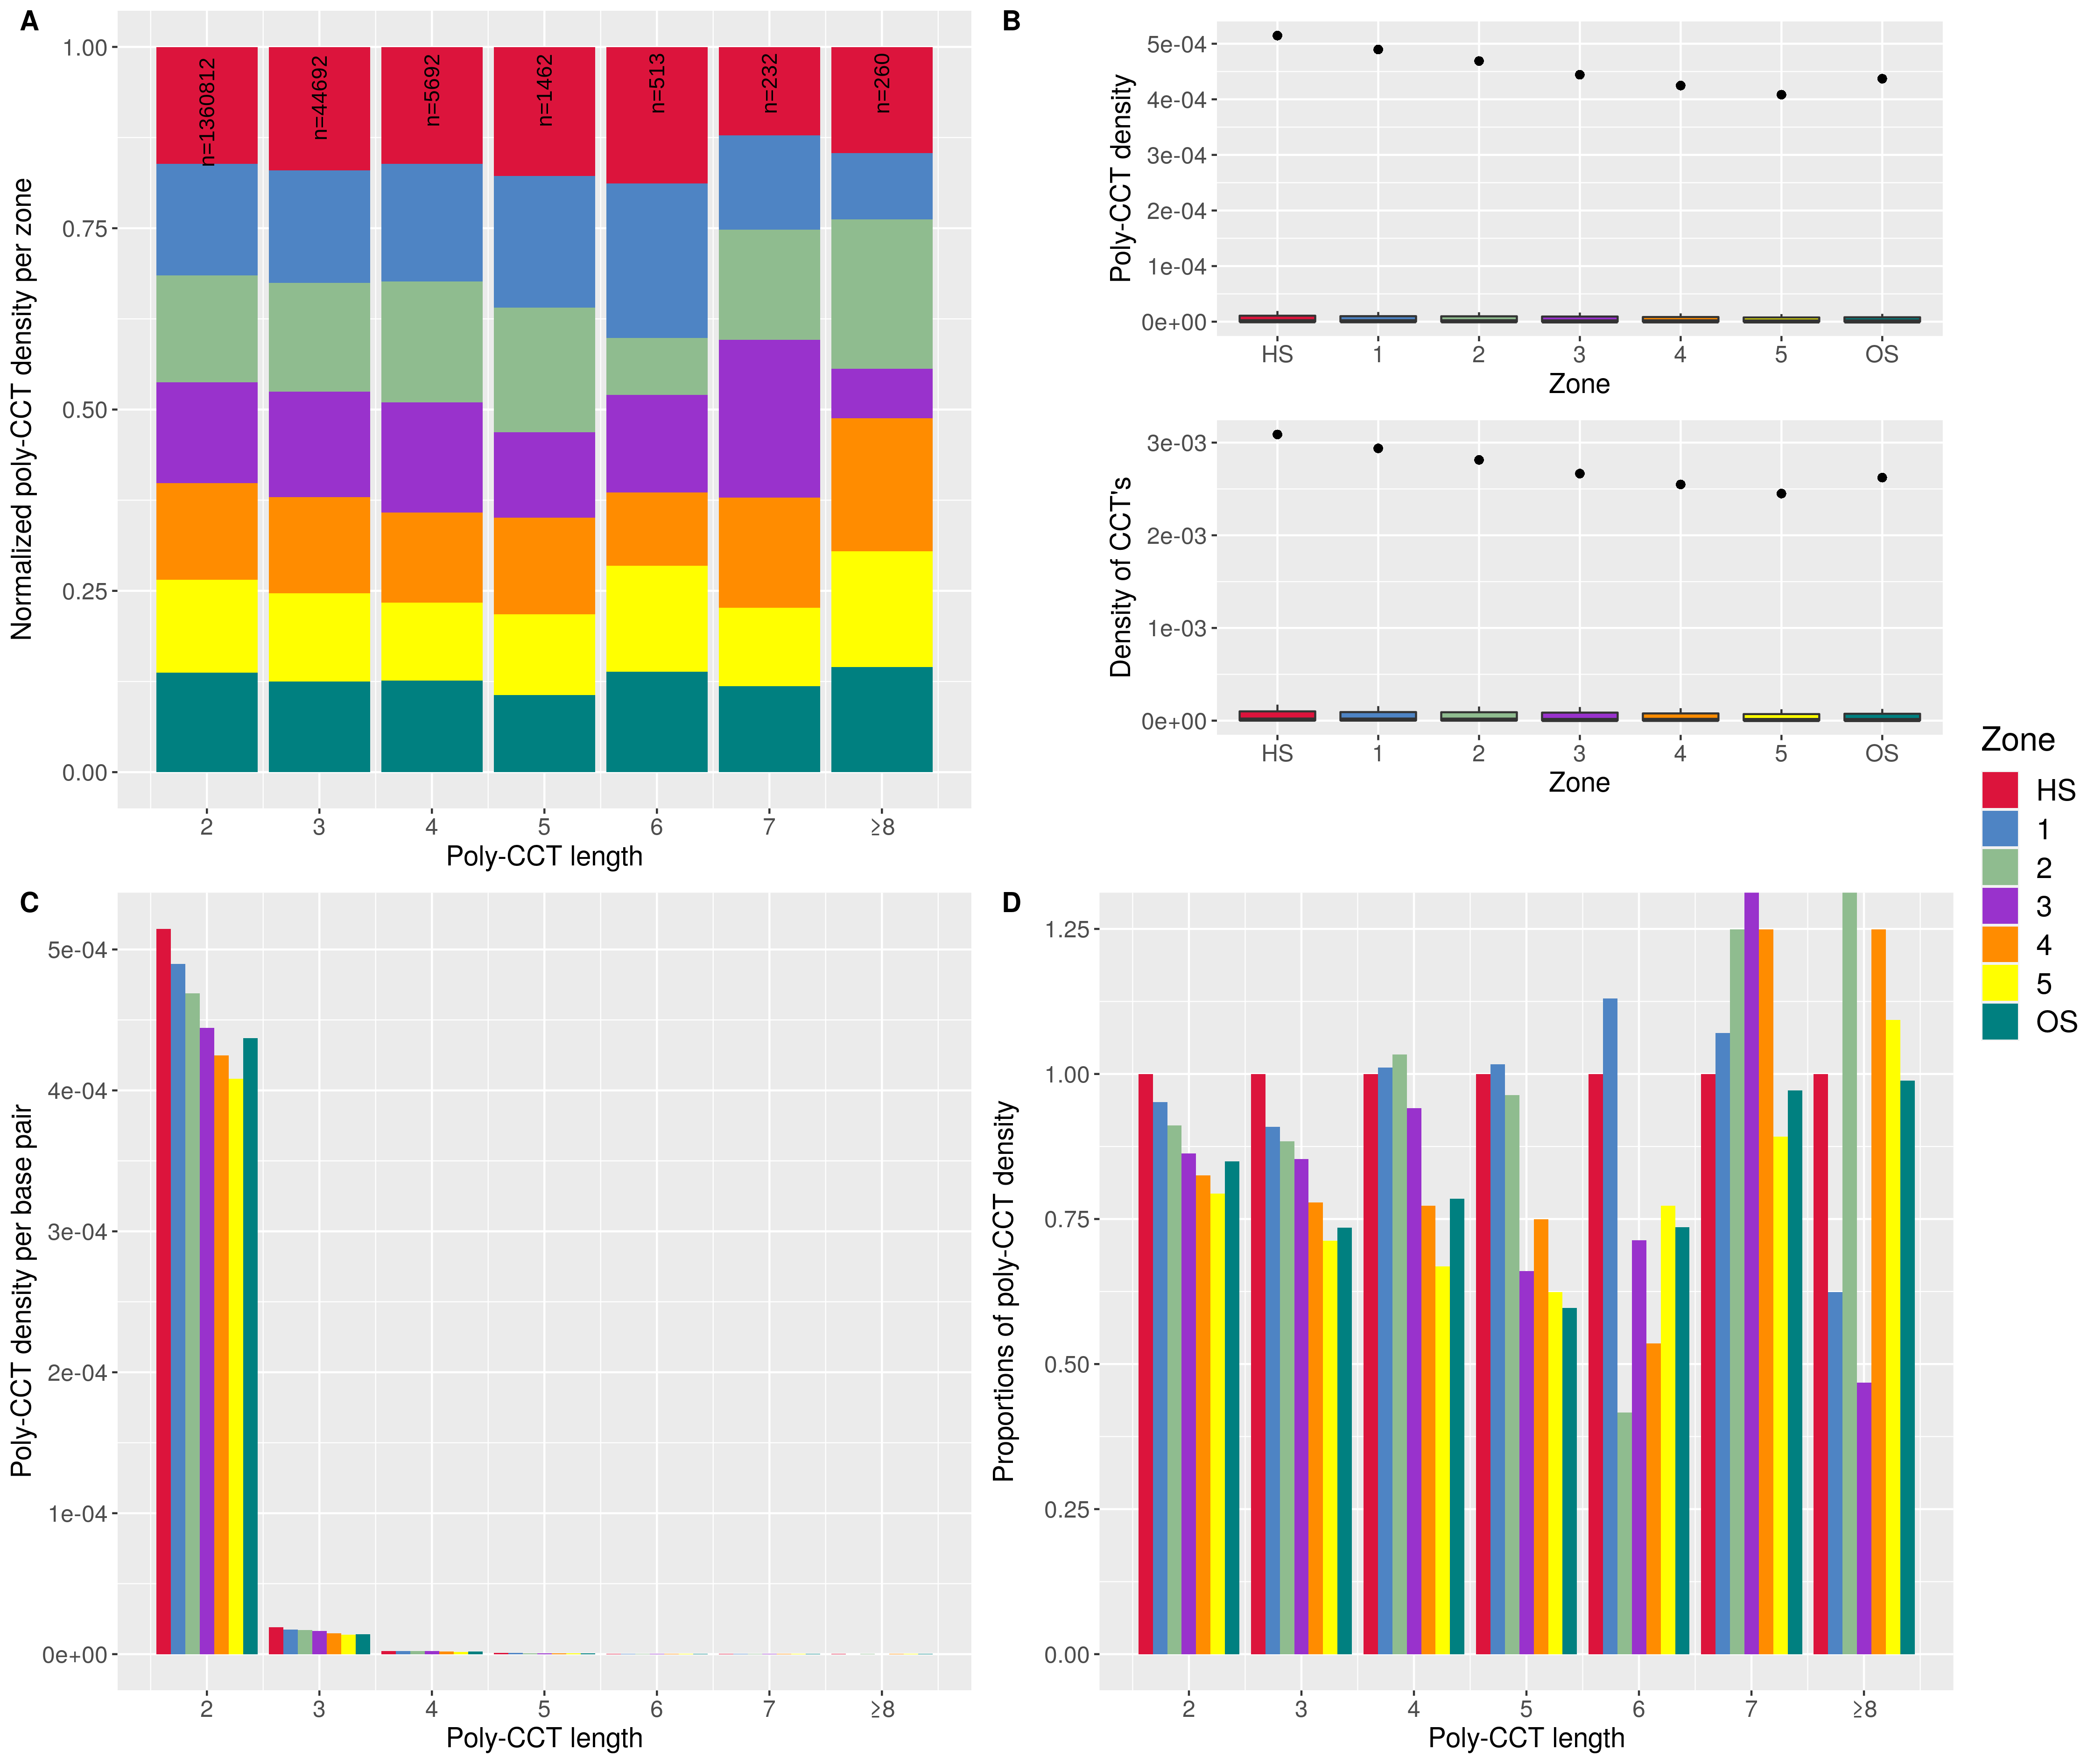 A
Normalized poly-CCT density per zone
1.00
0.75
0.50
0.25
0.00
n=1360812
n=44692
n=5692
n=1462
n=513
n=232
n=260
2 3 4 5 6 7 ≥8
Poly-CCT length
B
Poly-CCT density
5e-04
4e-04
3e-04
2e-04
1e-04
0e+00
HS 1 2 3 4 5 OS
Zone
Density of CCT's
3e-03
2e-03
1e-03
0e+00
HS 1 2 3 4 5 OS
Zone
C
Poly-CCT density per base pair
5e-04
4e-04
3e-04
2e-04
1e-04
0e+00
2 3 4 5 6 7 ≥8
Poly-CCT length
D
Proportions of poly-CCT density
1.25
1.00
0.75
0.50
0.25
0.00
2 3 4 5 6 7 ≥8
Poly-CCT length
Zone
HS
1
2
3
4
5
OS